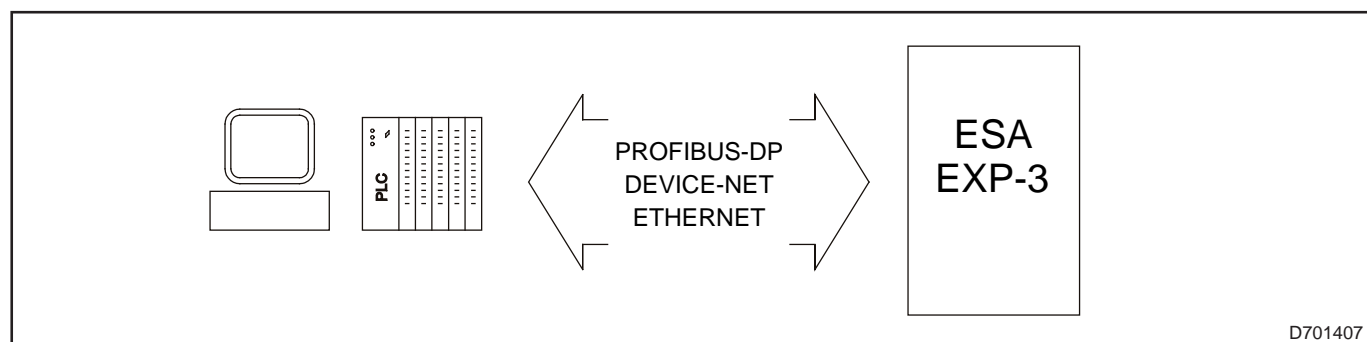 PLC
PROFIBUS-DP
DEVICE-NET
ETHERNET
ESA
EXP-3
D701407